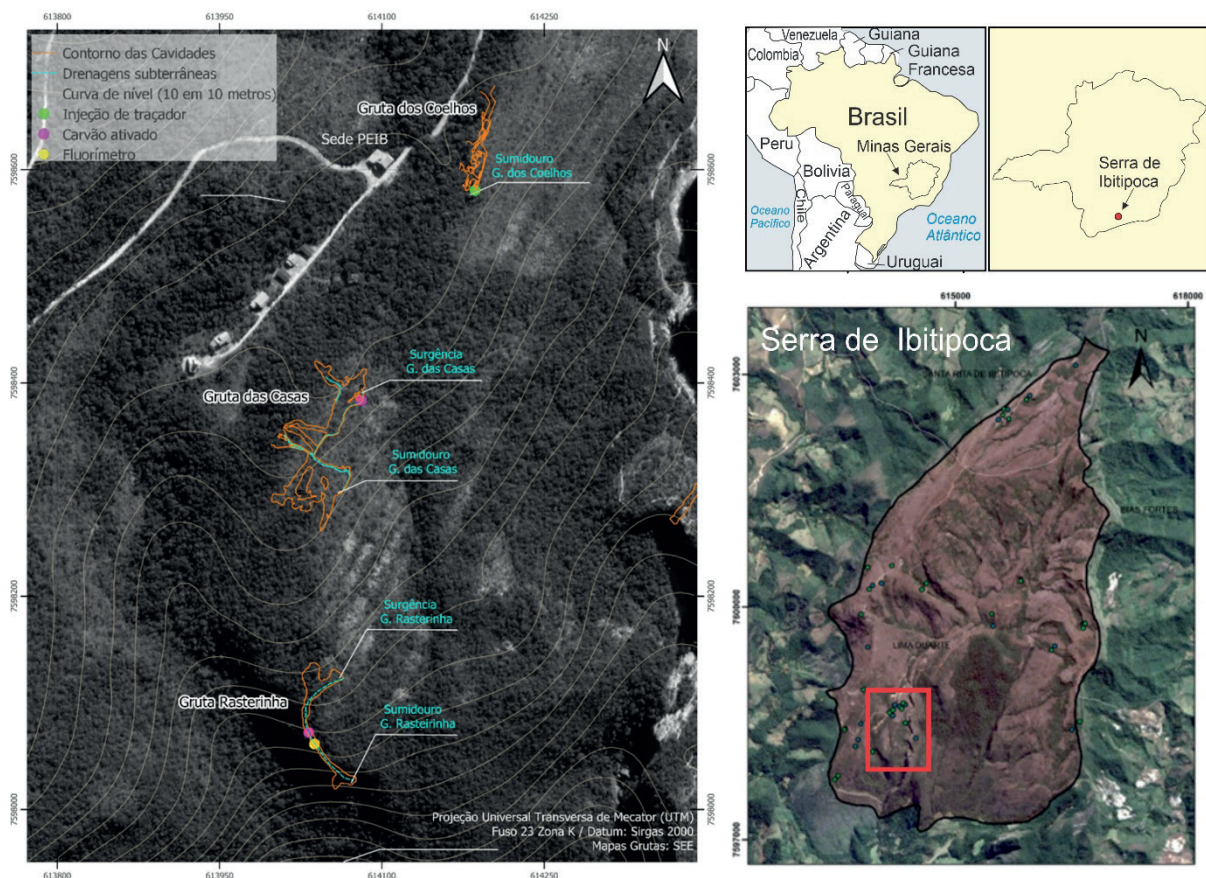 613800
613950
614100
614250
Contorno das Cavidades
Drenagens subterrâneas
Curva de nível (10 em 10 metros)
Injeção de traçador
Carvão ativado
Fluorímetro
N
Gruta dos Coelhos
Sede PEIB
Sumidouro
G. dos Coelhos
7598600
7598600
Surgência
G. das Casas
Gruta das Casas
7598400
7598400
Sumidouro
G. das Casas
7598200
7598200
Surgência
G. Rasterinha
Gruta Rasterinha
Sumidouro
G. Rasteirinha
7598000
7598000
Projeção Universal Transversa de Mecator (UTM)
Fuso 23 Zona K / Datum: Sirgas 2000
Mapas Grutas: SEE
613800
613950
614100
614250
Venezuela
Guiana
Colombia
Guiana
Francesa
Brasil
Peru
Minas Gerais
Bolivia
Paraguai
Chile
Oceano
Pacífico
Argentina
Oceano
Atlântico
Uruguai
Serra de
Ibitipoca
615000
618000
Serra de Ibitipoca
N
7603000
ANTA RITA DE IBITIPOCA
BIAS FORTES
7600000
LIMA DUARTE
7597000